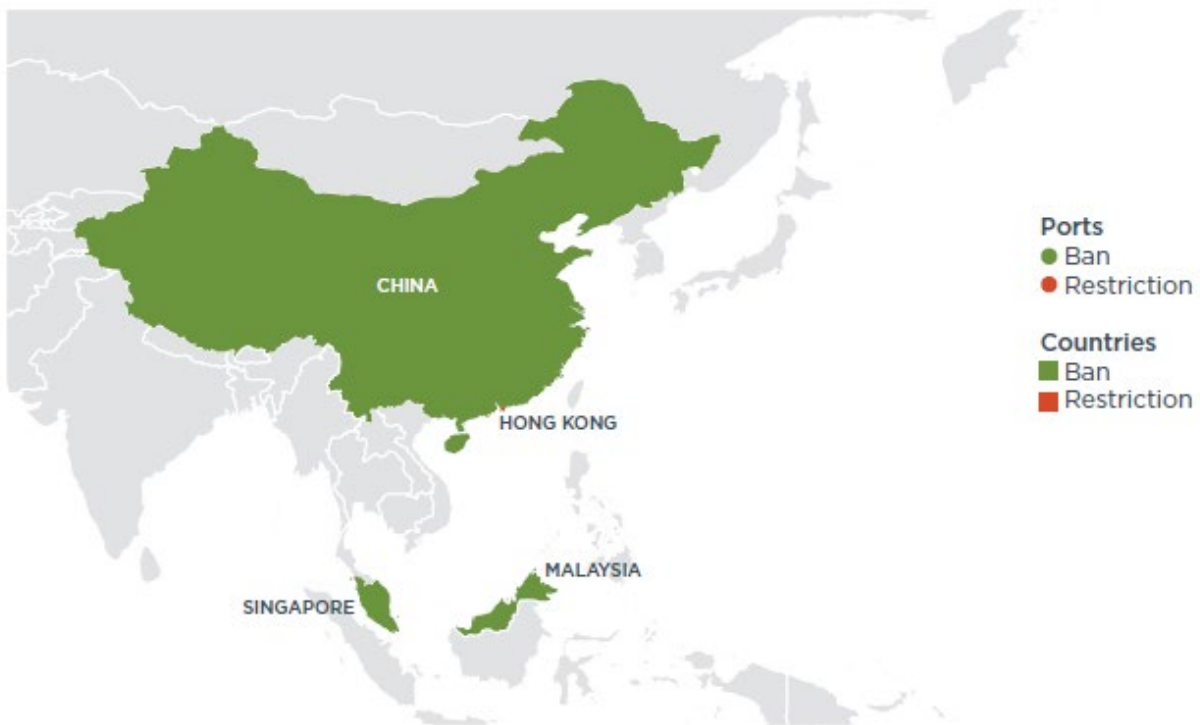 CHINA
HONG KONG
MALAYSIA
SINGAPORE
Ports
Ban
Restriction
Countries
Ban
Restriction